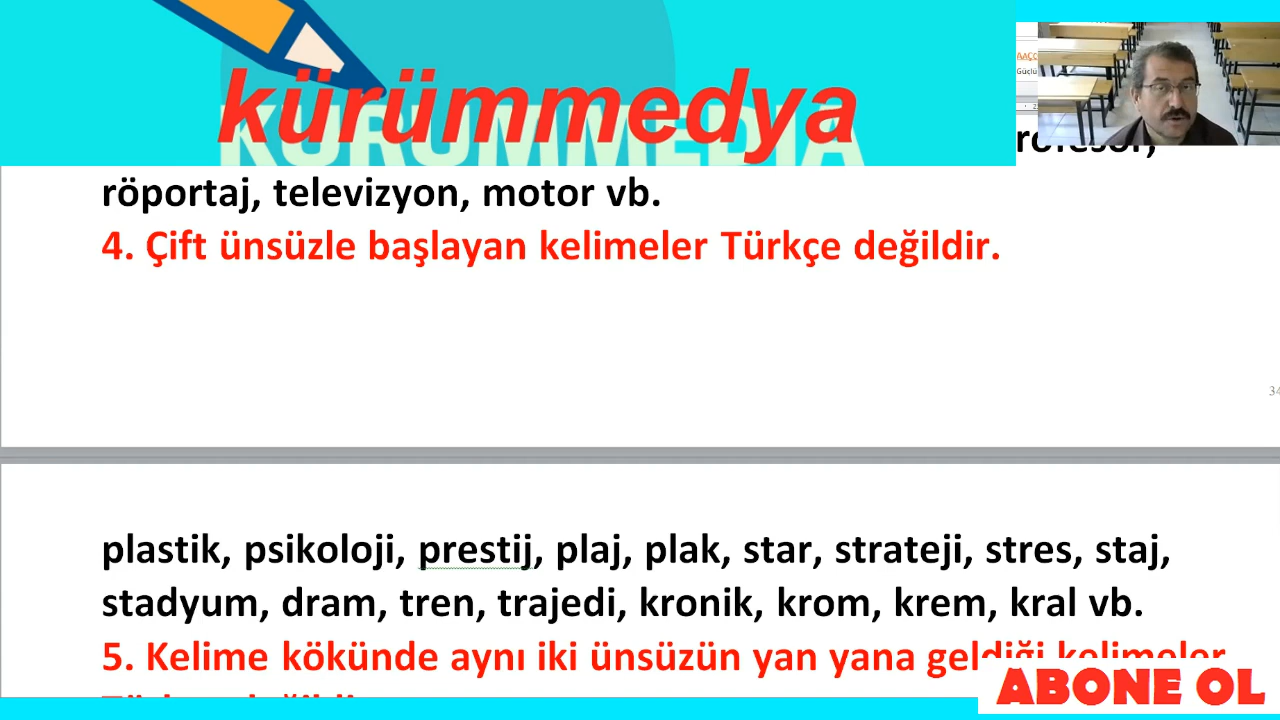 kürümmedya
KÜRÜMMEDİA
röportaj, televizyon, motor vb.
4. Çift ünsüzle başlayan kelimeler Türkçe değildir.
34
plastik, psikoloji, prestij, plaj, plak, star, strateji, stres, staj,
stadyum, dram, tren, trajedi, kronik, krom, krem, kral vb.
5. Kelime kökünde aynı iki ünsüzün yan yana geldiği kelimeler
ABONE OL